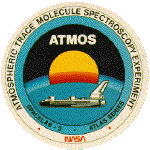 ATMOSPHERIC TRACE MOLECULE SPECTROSCOPY EXPERIMENT
ATMOS
SPACELAB - 3
ATLAS SERIES
NASA